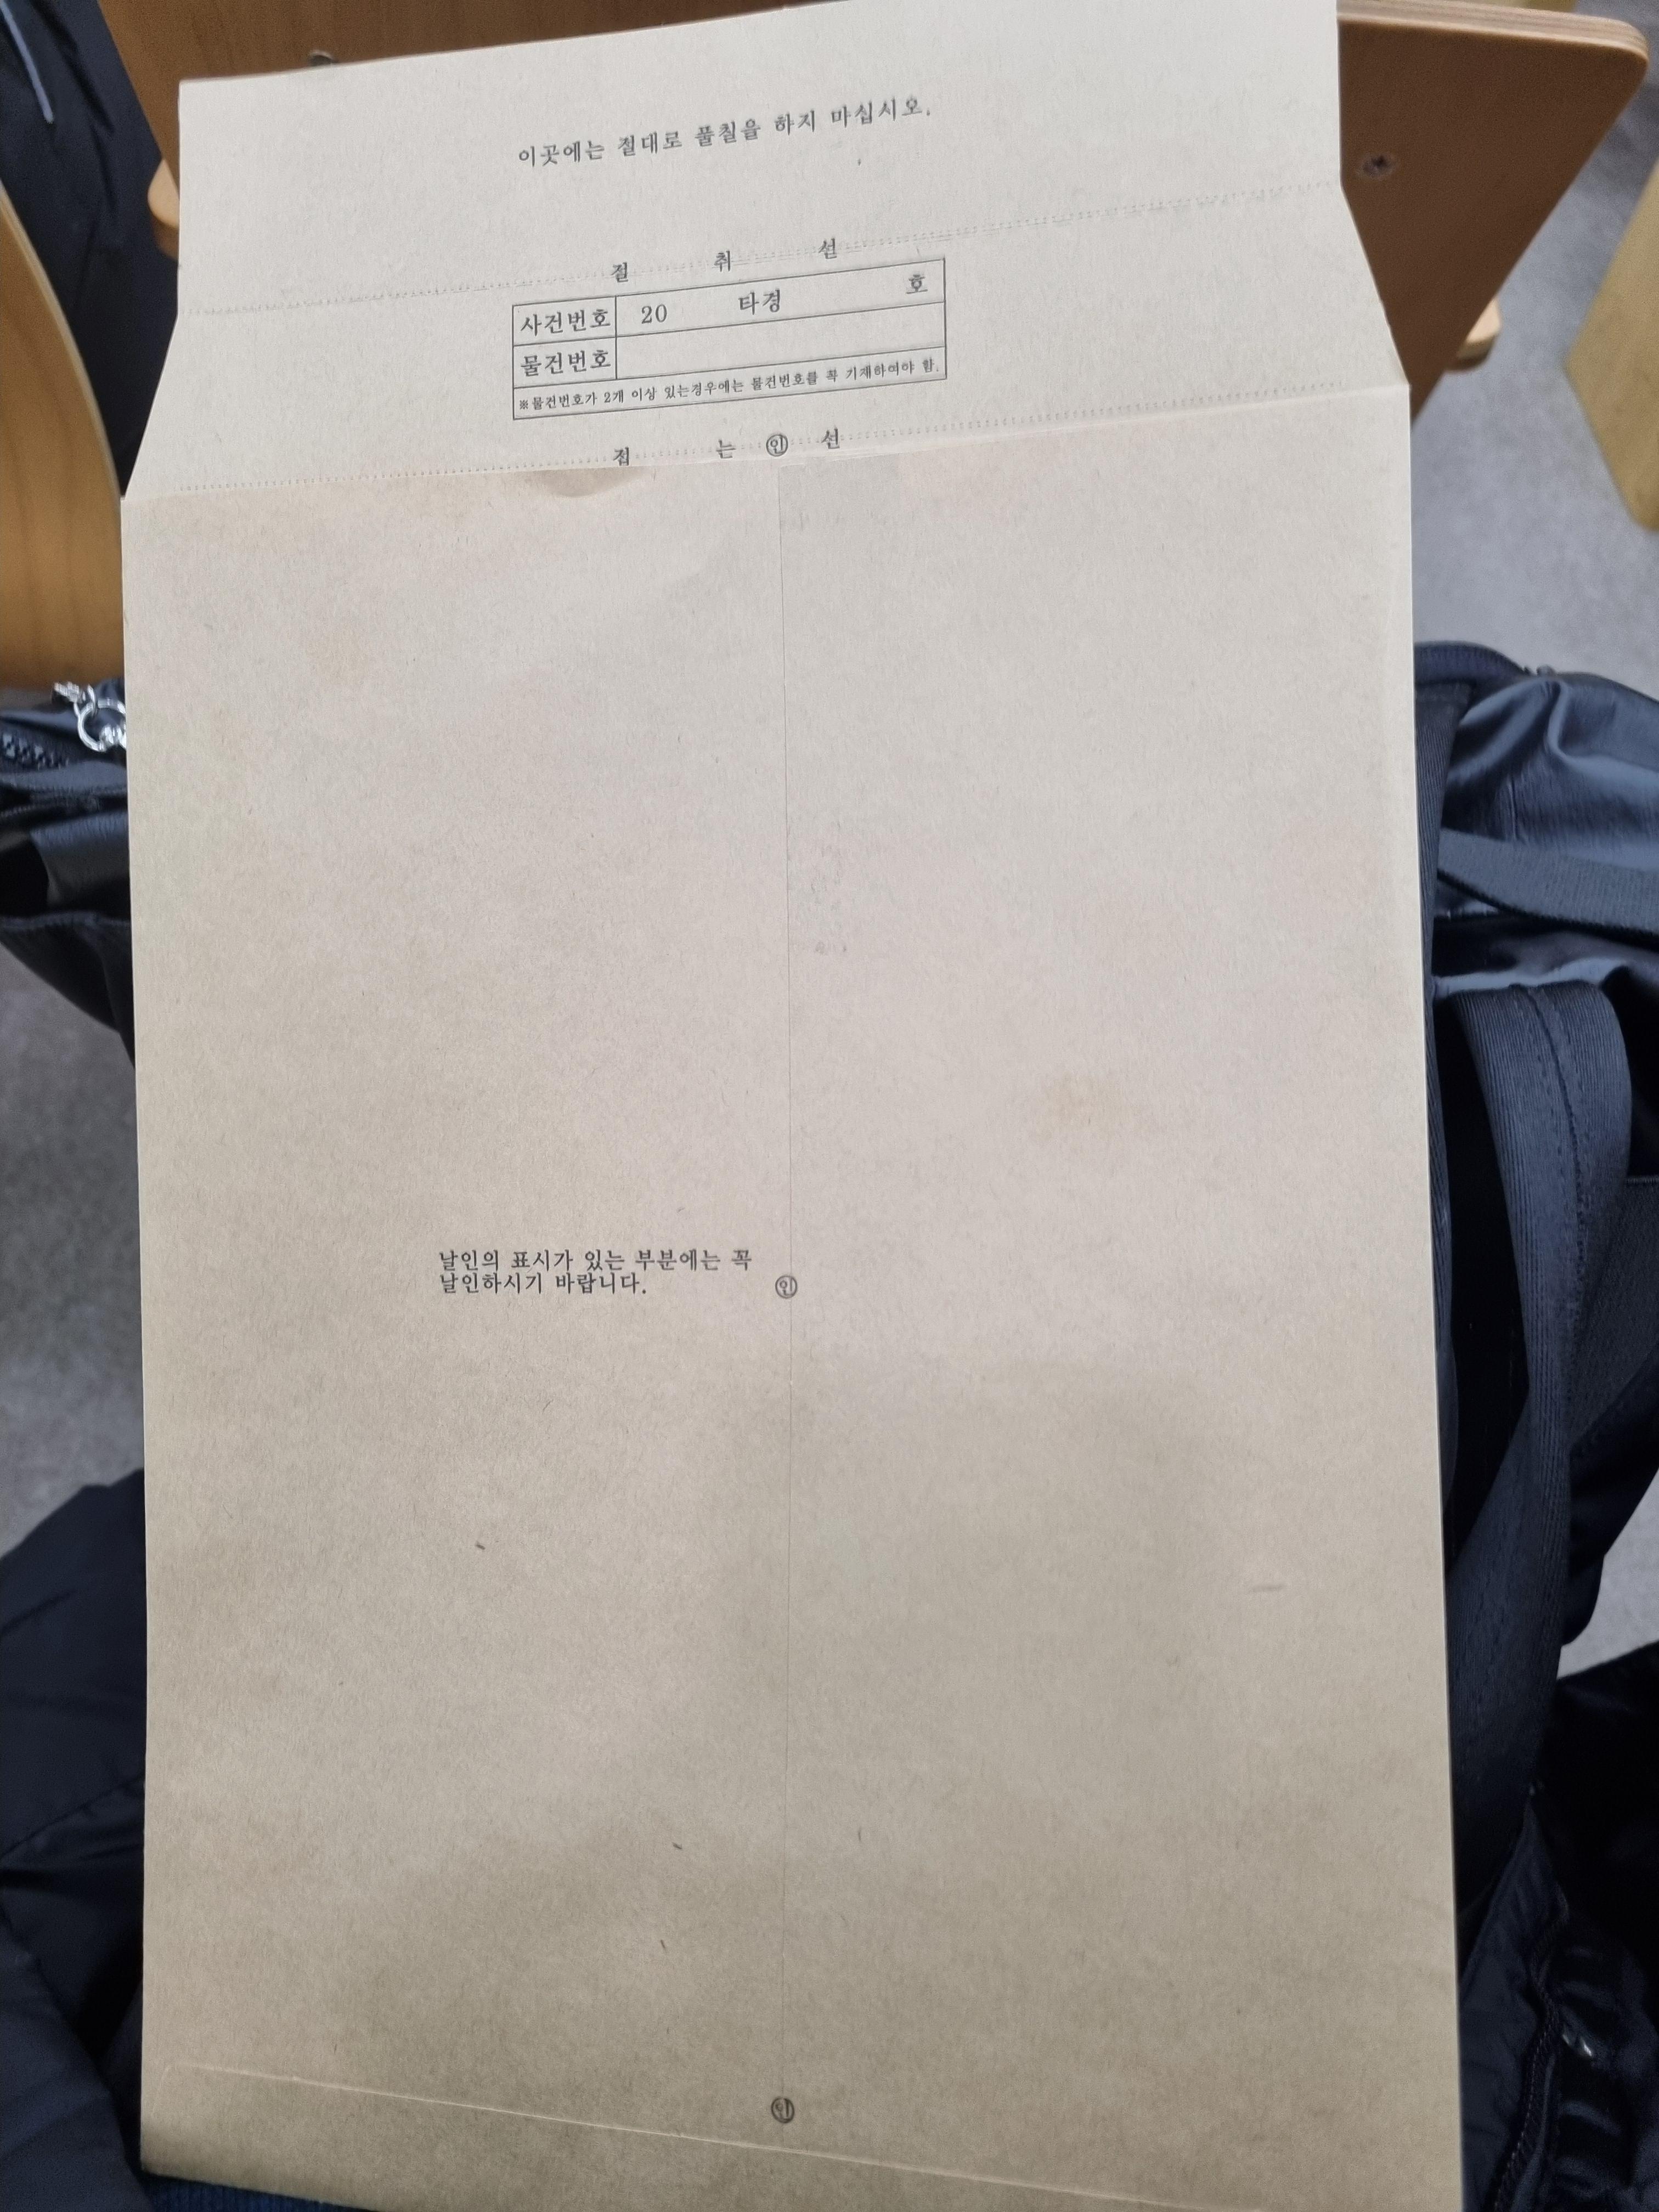 이곳에는 절대로 풀칠을 하지 마십시오.
절 취 선
사건번호 20 타경 호
물건번호
※물건번호가 2개 이상 있는경우에는 물건번호를 꼭 기재하여야 함.
접 는 ㊞ 선
날인의 표시가 있는 부분에는 꼭
날인하시기 바랍니다.
㊞
㊞